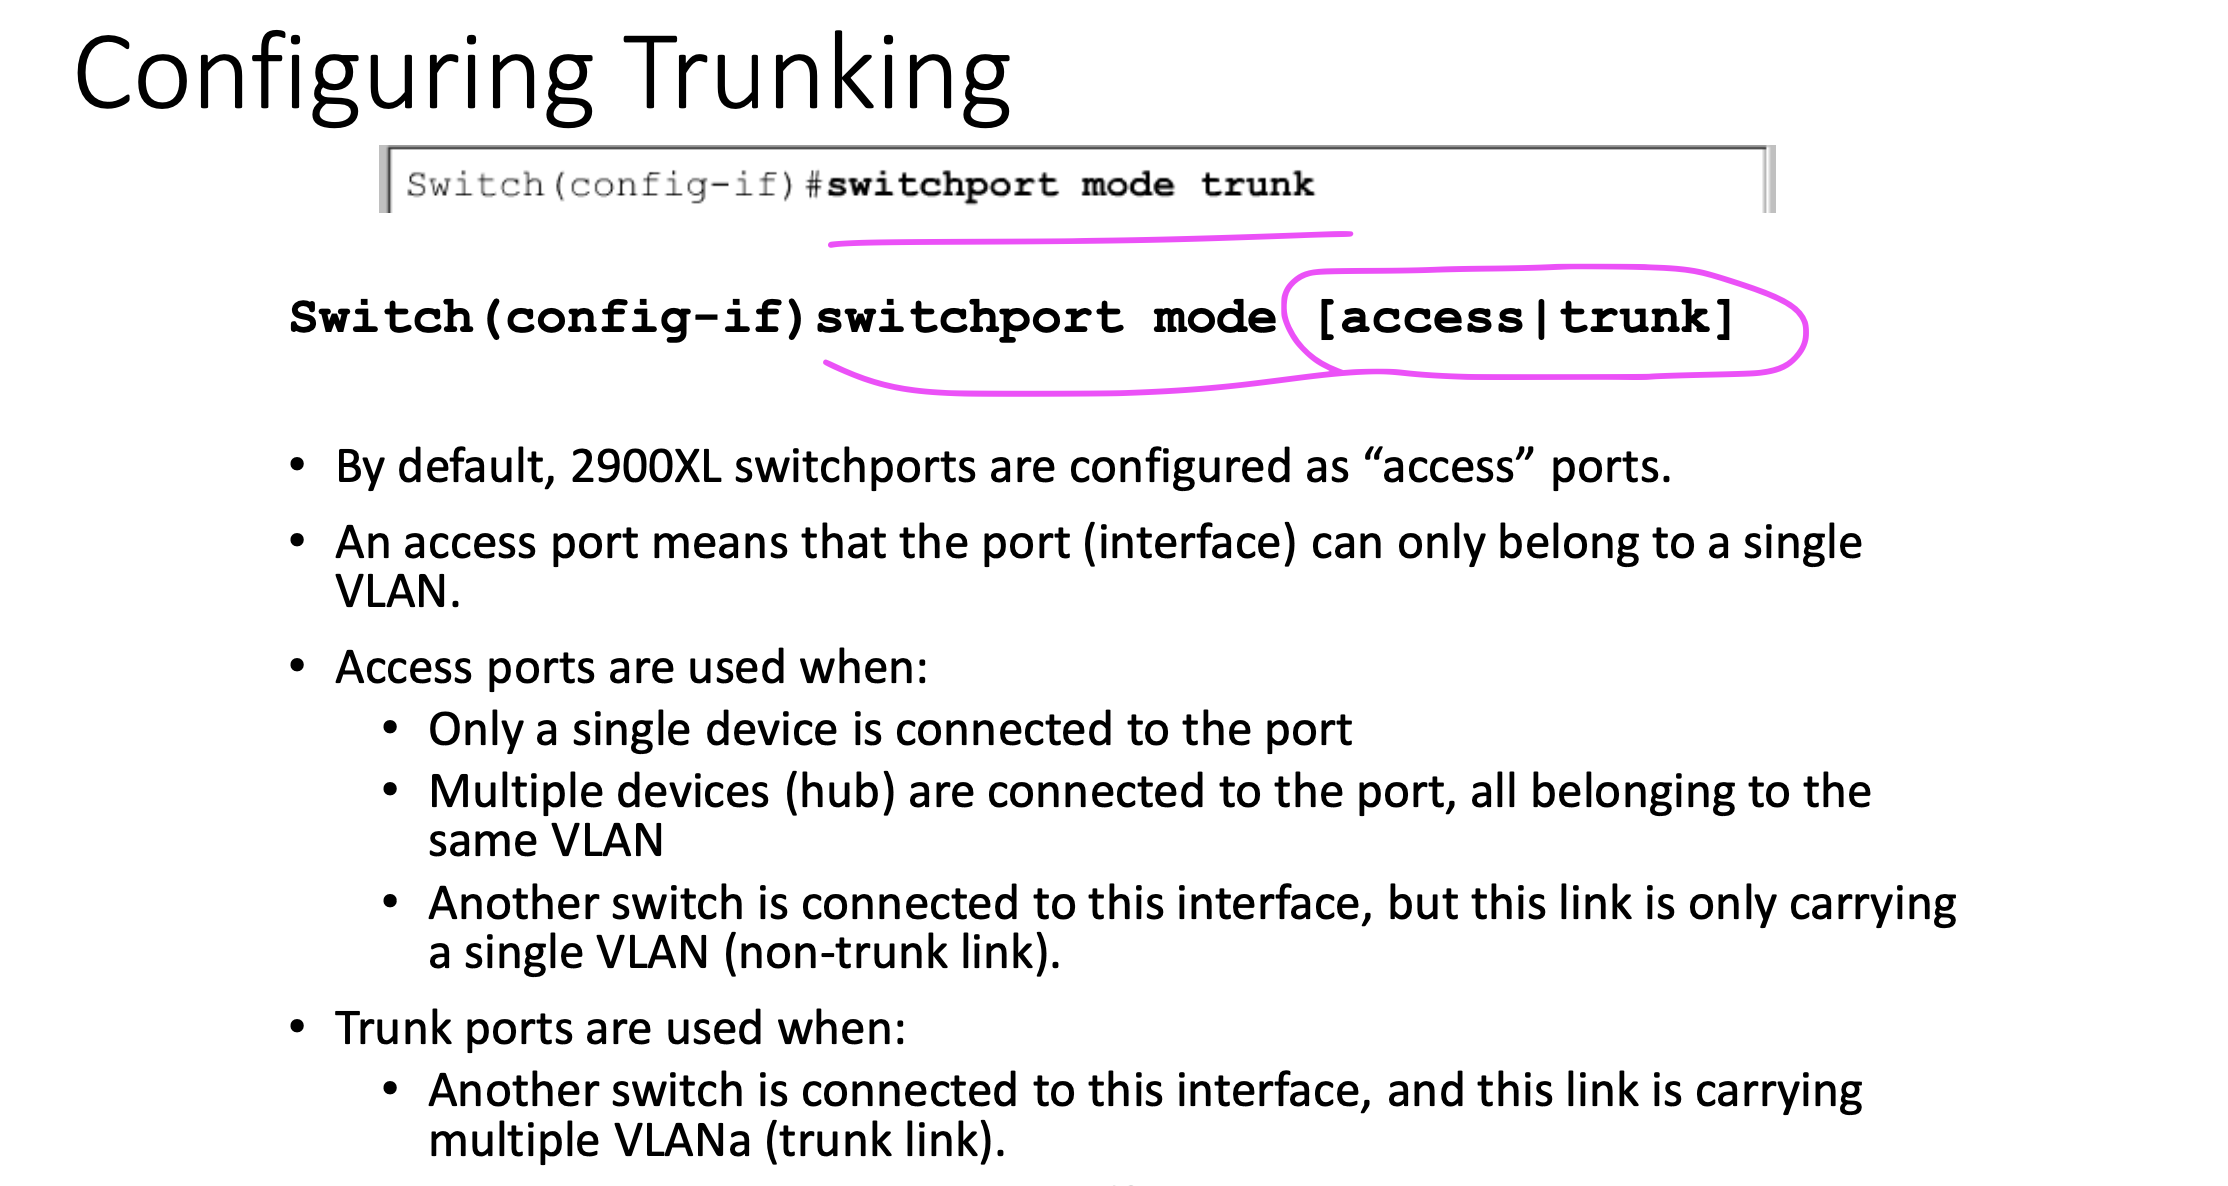 Configuring Trunking
Switch(config-if)#switchport mode trunk
Switch(config-if)switchport mode [access|trunk]
• By default, 2900XL switchports are configured as “access” ports.
• An access port means that the port (interface) can only belong to a single
VLAN.
• Access ports are used when:
• Only a single device is connected to the port
• Multiple devices (hub) are connected to the port, all belonging to the
same VLAN
• Another switch is connected to this interface, but this link is only carrying
a single VLAN (non-trunk link).
• Trunk ports are used when:
• Another switch is connected to this interface, and this link is carrying
multiple VLANa (trunk link).